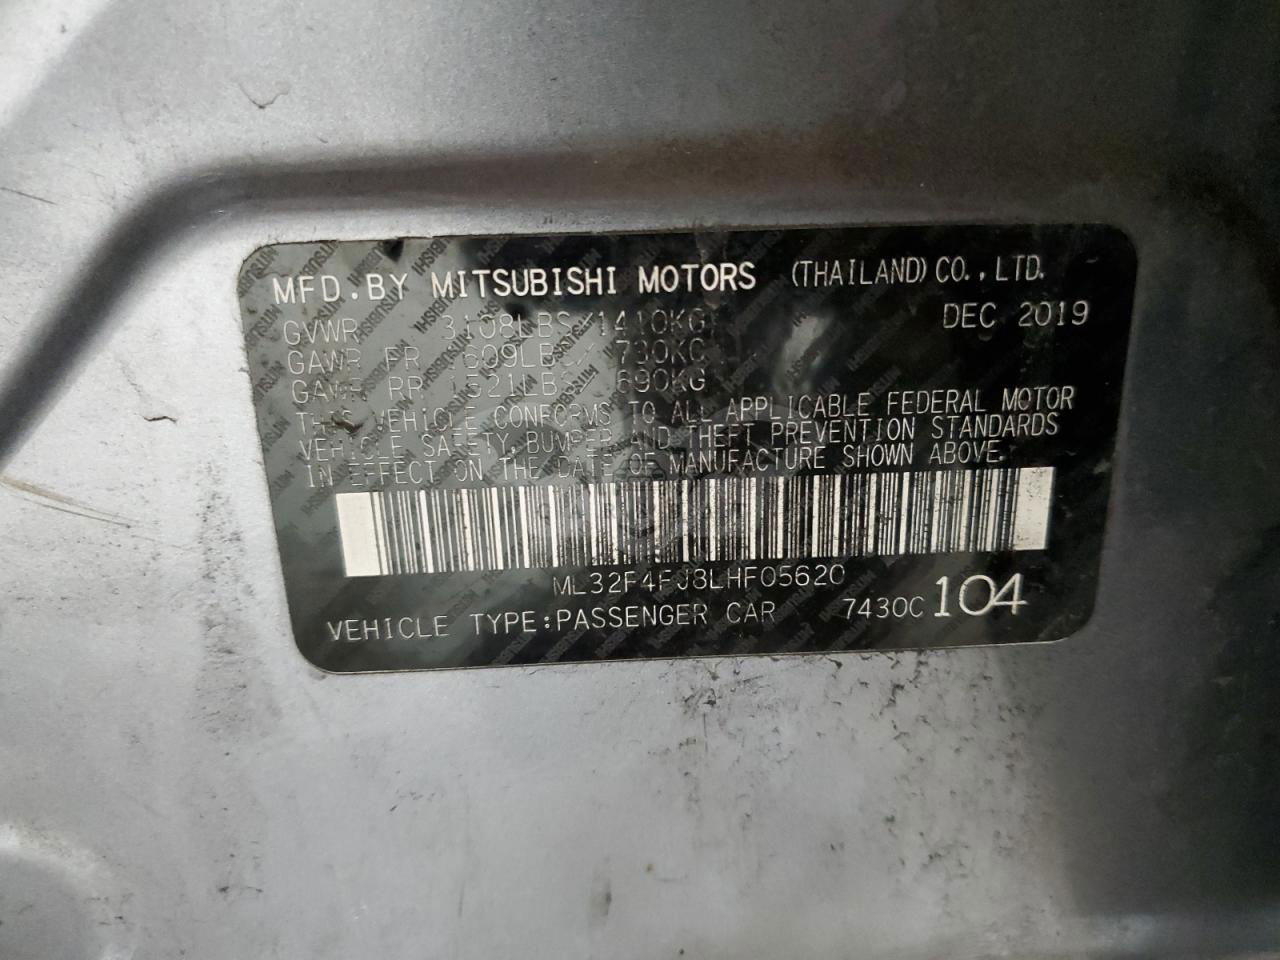 MFD.BY MITSUBISHI MOTORS (THAILAND)CO.,LTD.
GVWR 3108LBS/1410KG DEC 2019
GAWR FR 1609LBS/ 730KG
GAWR RR 1521LBS/ 690KG
THIS VEHICLE CONFORMS TO ALL APPLICABLE FEDERAL MOTOR
VEHICLE SAFETY,BUMPER AND THEFT PREVENTION STANDARDS
IN EFFECT ON THE DATE OF MANUFACTURE SHOWN ABOVE.
ML32F4FJ8LHF05620
VEHICLE TYPE:PASSENGER CAR 7430C 104